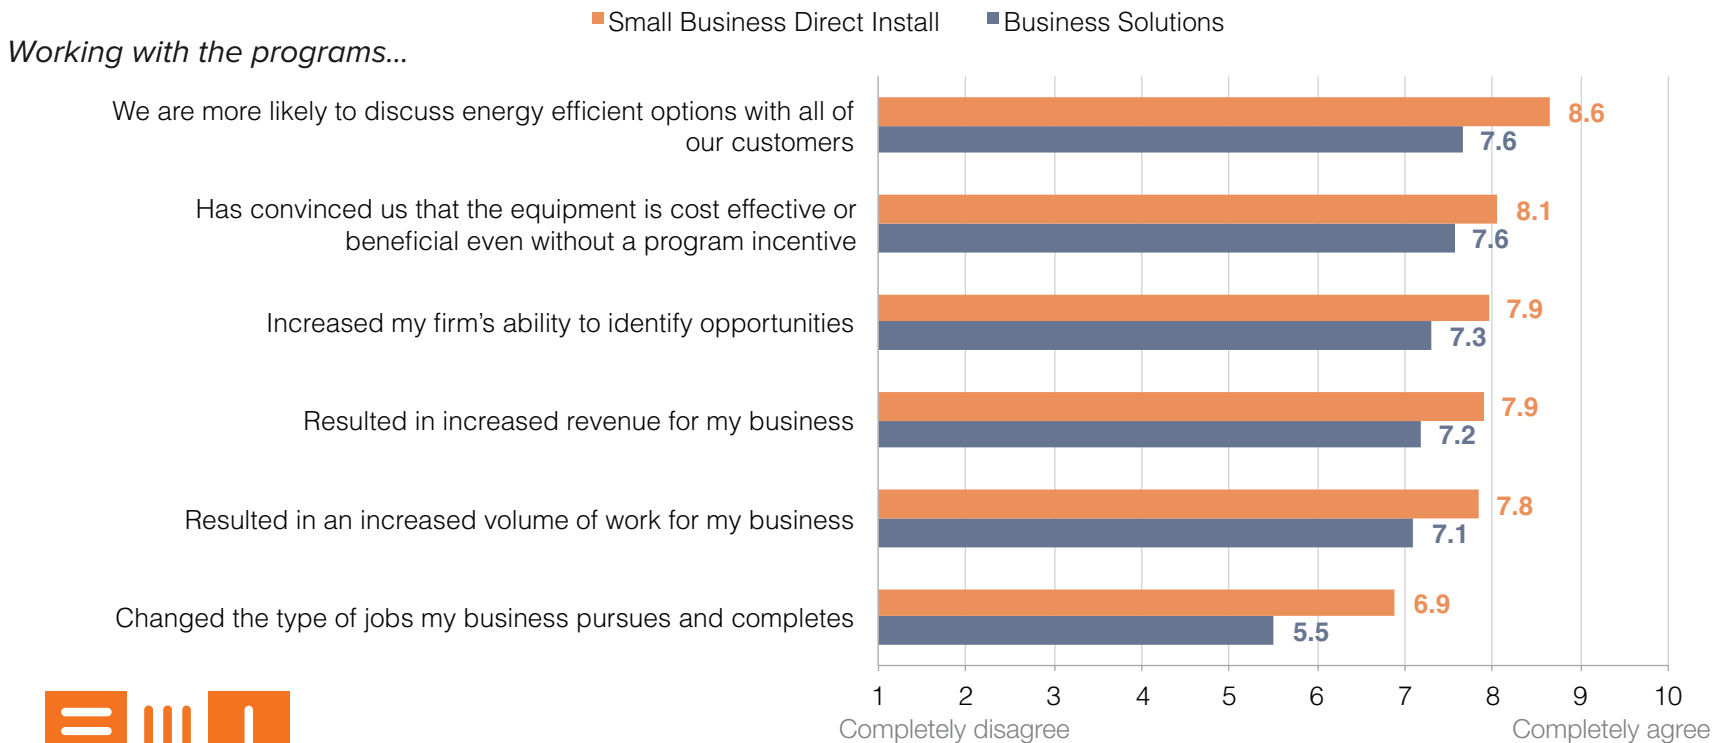 Small Business Direct Install Business Solutions
Working with the programs...
We are more likely to discuss energy efficient options with all of
our customers
8.6
7.6
Has convinced us that the equipment is cost effective or
beneficial even without a program incentive
8.1
7.6
Increased my firm’s ability to identify opportunities
7.9
7.3
Resulted in increased revenue for my business
7.9
7.2
Resulted in an increased volume of work for my business
7.8
7.1
Changed the type of jobs my business pursues and completes
6.9
5.5
1 2 3 4 5 6 7 8 9 10
Completely disagree Completely agree